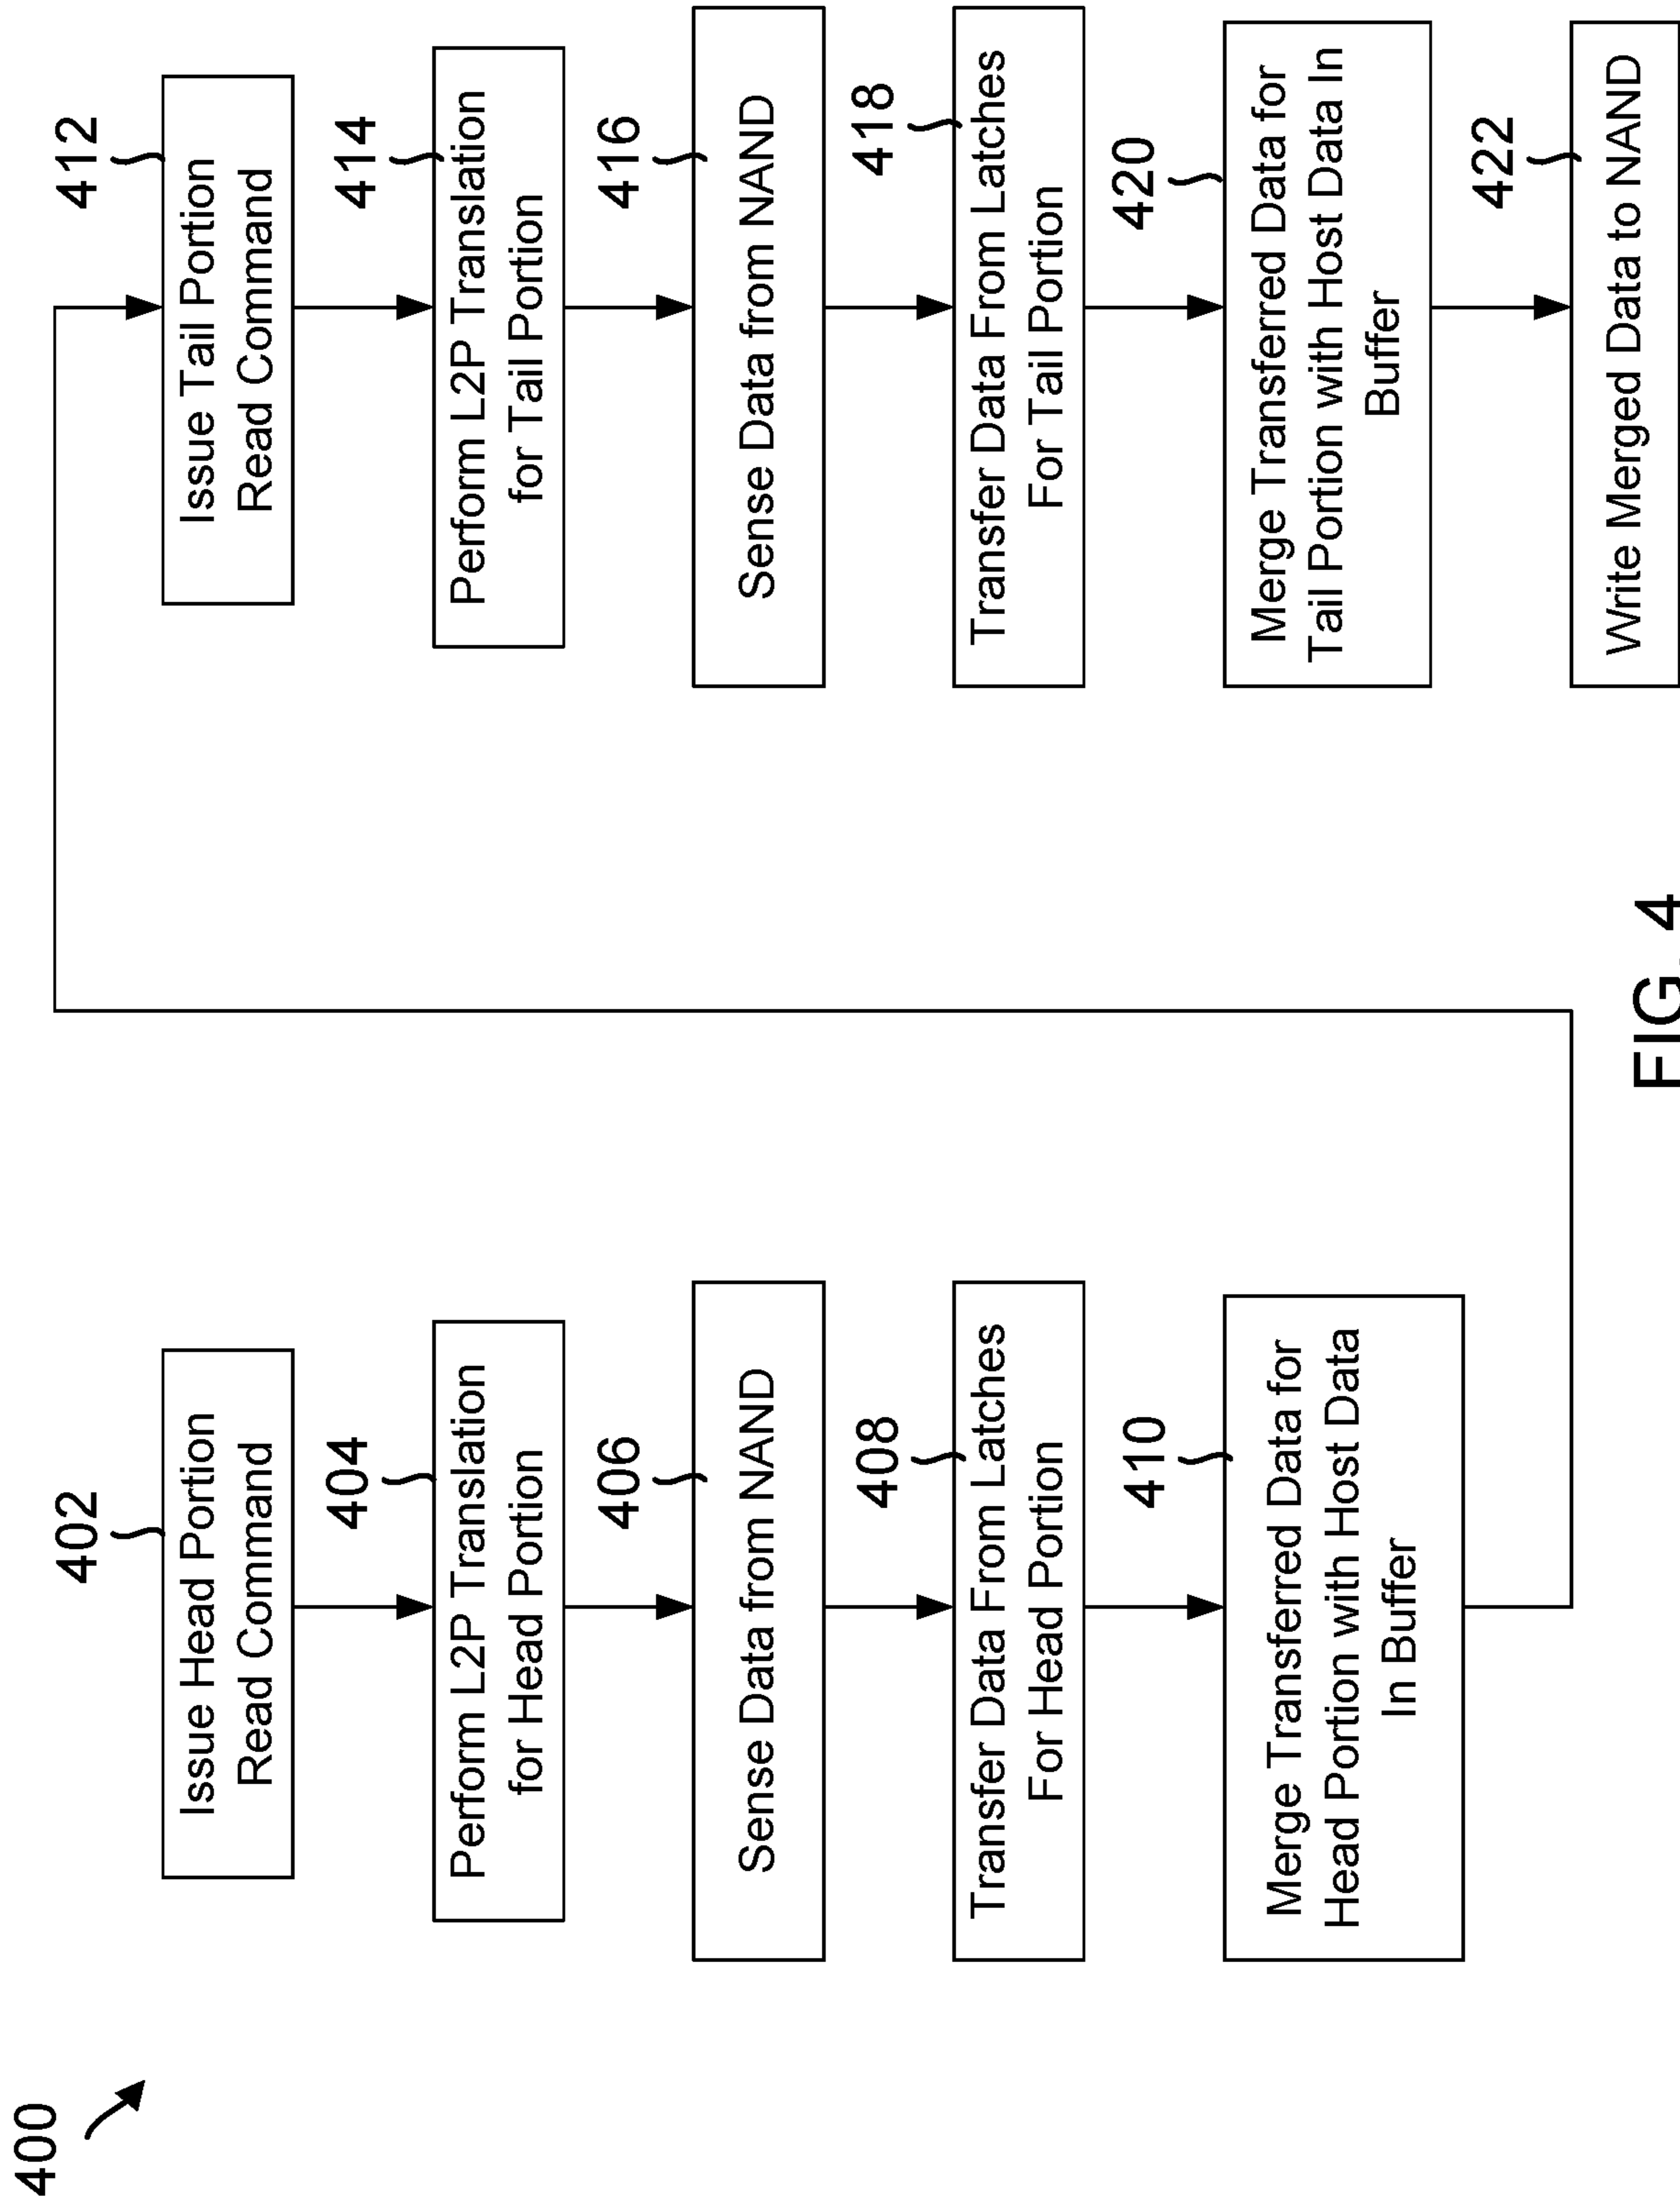 400
402
Issue Head Portion
Read Command
404
Perform L2P Translation
for Head Portion
406
Sense Data from NAND
408
Transfer Data From Latches
For Head Portion
410
Merge Transferred Data for
Head Portion with Host Data
In Buffer
412
Issue Tail Portion
Read Command
414
Perform L2P Translation
for Tail Portion
416
Sense Data from NAND
418
Transfer Data From Latches
For Tail Portion
420
Merge Transferred Data for
Tail Portion with Host Data In
Buffer
422
Write Merged Data to NAND
FIG. 4